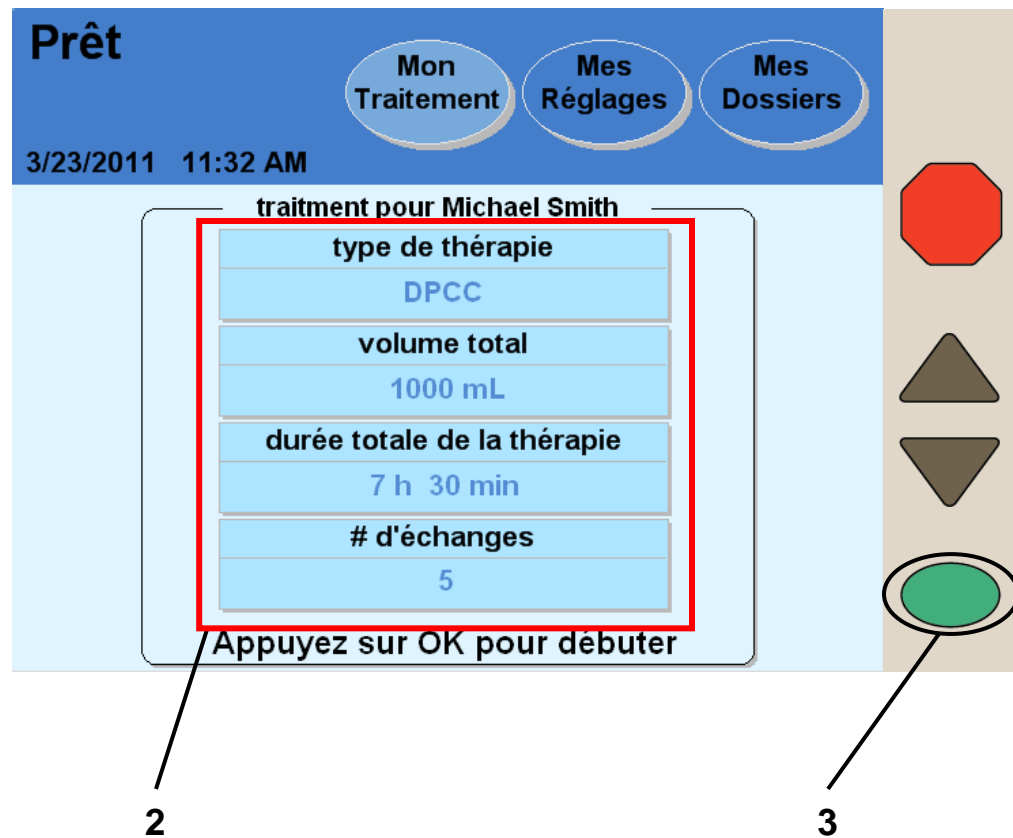 Prêt
Mon
Traitement
Mes
Réglages
Mes
Dossiers
3/23/2011 11:32 AM
traitment pour Michael Smith
type de thérapie
DPCC
volume total
1000 mL
durée totale de la thérapie
7 h 30 min
# d'échanges
5
Appuyez sur OK pour débuter
2
3